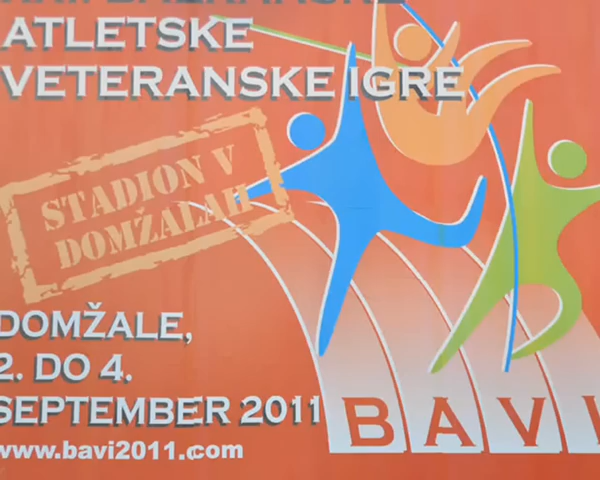 ATLETSKE
VETERANSKE IGRE
STADION V
DOMŽALAH
DOMŽALE,
2. DO 4.
SEPTEMBER 2011
www.bavi2011.com
BAVI